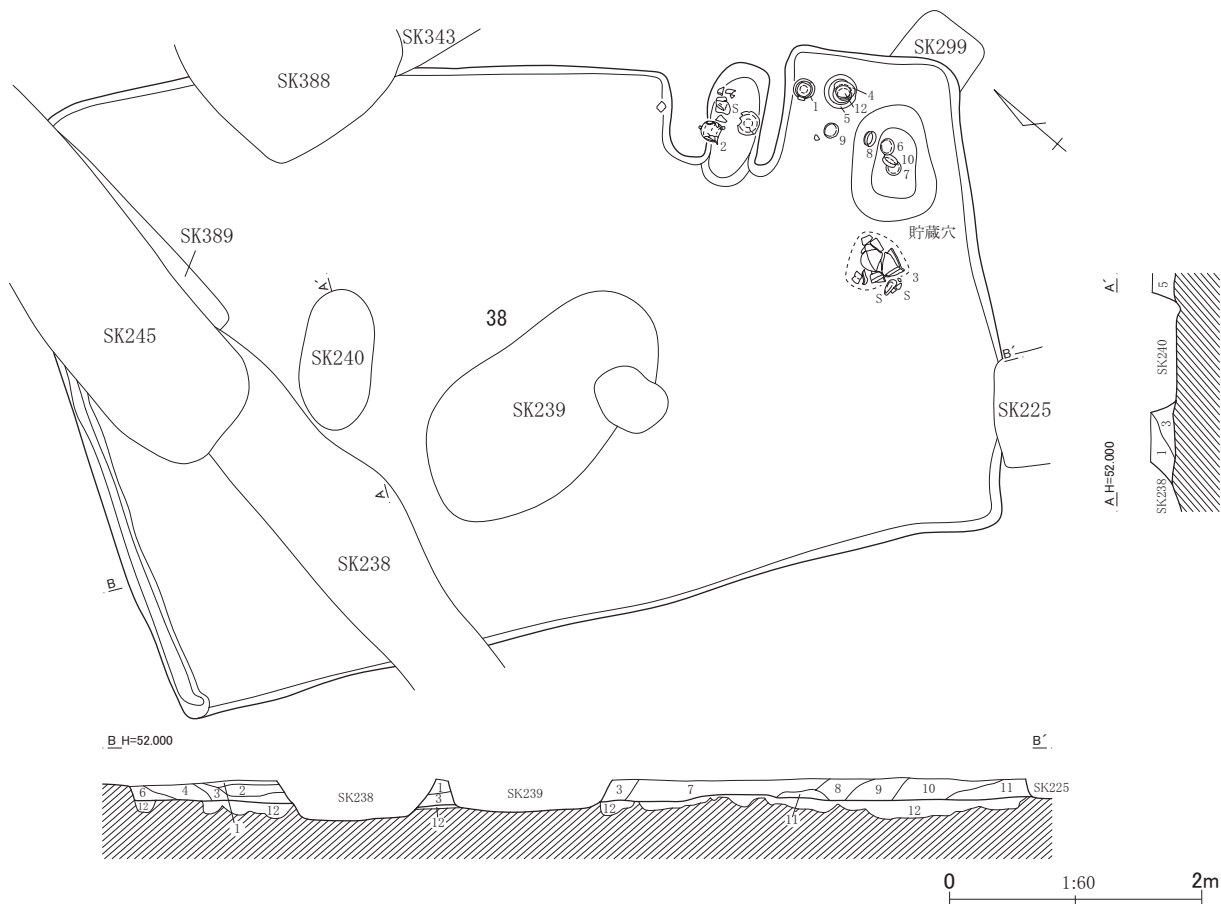 SK343
SK299
SK388
S
1
4
12
5
2
9
8
6
10
7
貯蔵穴
SK389
3
S S
A´
38
SK245
SK240
SK239
B´
SK225
A
SK238
B
A´
5
SK240
3
1
SK238
A H=52.000
B H=52.000
B´
6
4
3
2
1
12
12
SK238
1
3
12
SK239
3
12
7
11
8
9
10
11
12
SK225
0
1:60
2m